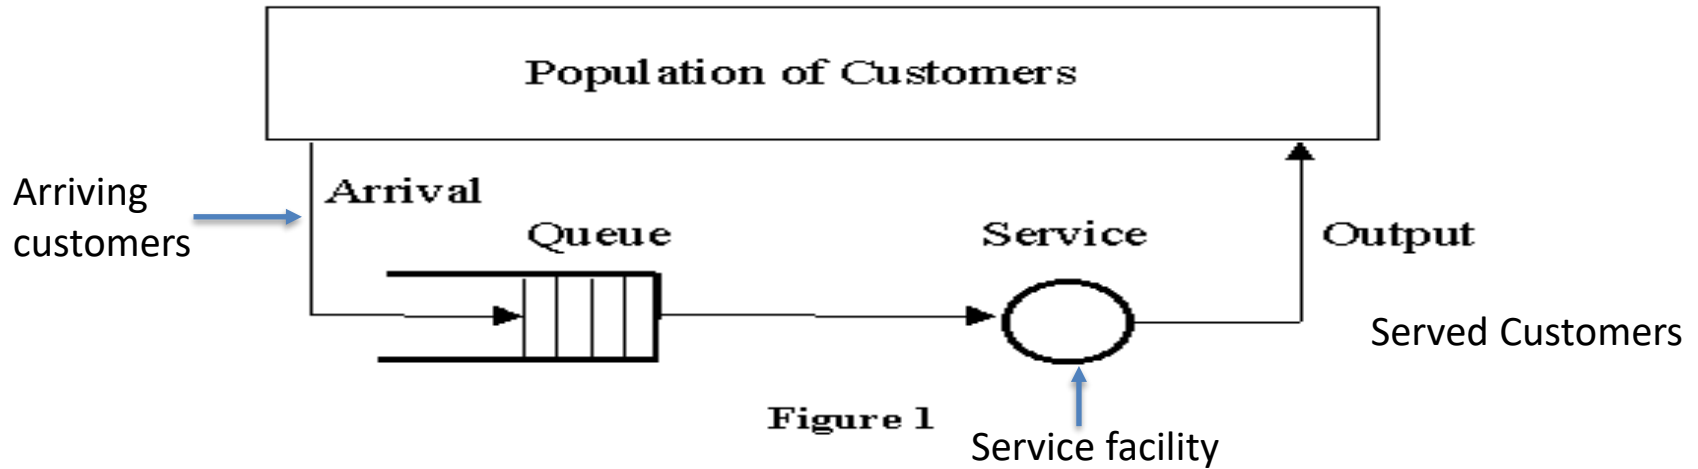 Population of Customers
Arriving
customers
Arrival
Queue
Service
Output
Served Customers
Figure 1
Service facility